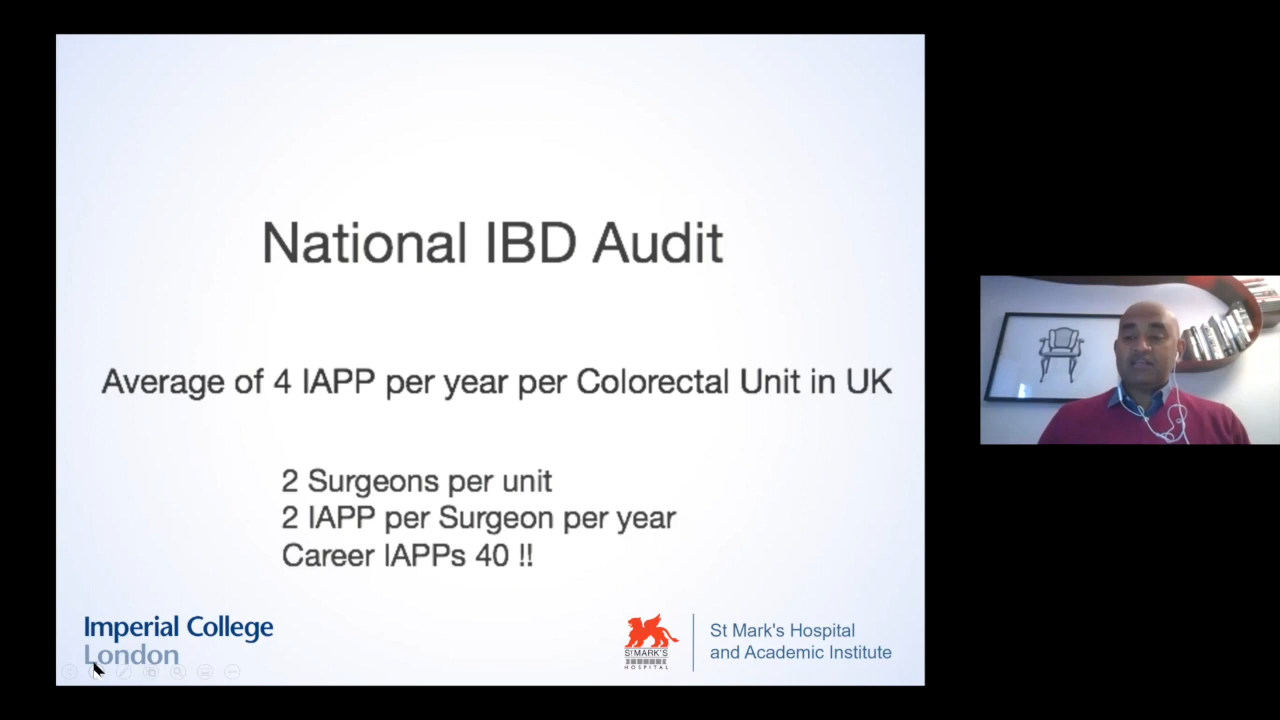 National IBD Audit
Average of 4 IAPP per year per Colorectal Unit in UK
2 Surgeons per unit
2 IAPP per Surgeon per year
Career IAPPs 40 !!
Imperial College
London
ST MARK'S
HOSPITAL
St Mark's Hospital
and Academic Institute